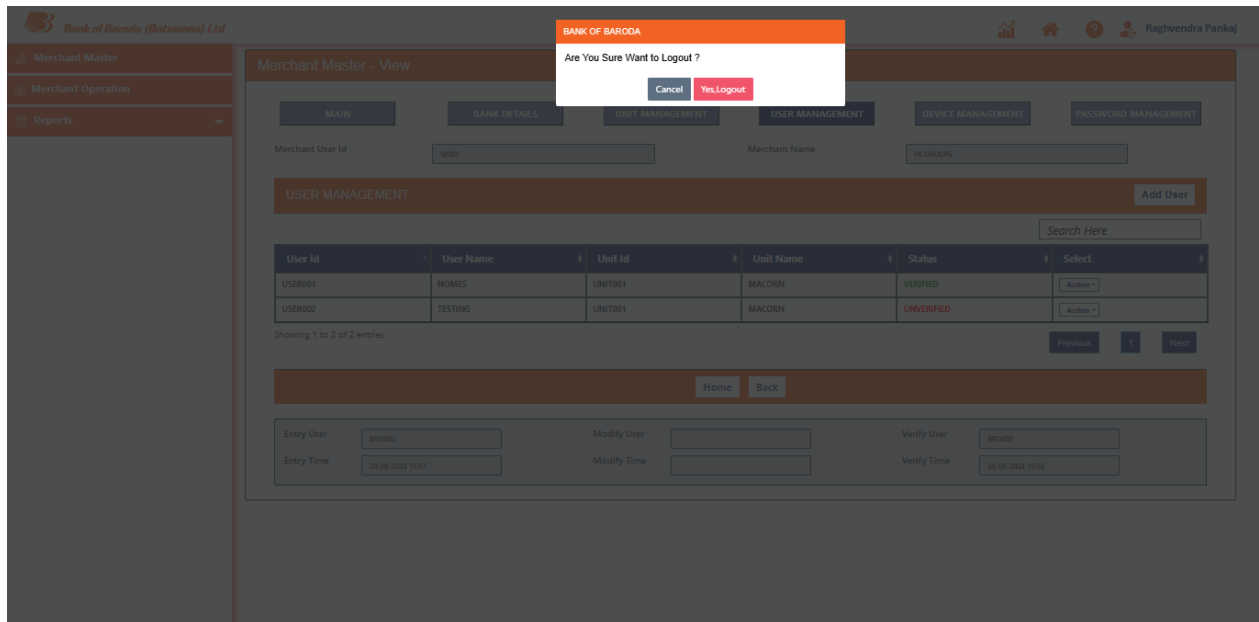 Bank of Baroda (Botswana) Ltd
Raghvendra Pankaj
BANK OF BARODA
Are You Sure Want to Logout ?
Cancel Yes,Logout
Merchant Master
Merchant Operation
Reports
Merchant Master - View
MAIN BANK DETAILS UNIT MANAGEMENT USER MANAGEMENT DEVICE MANAGEMENT PASSWORD MANAGEMENT
Merchant User Id Merchant Name VK GROUPS
USER MANAGEMENT Add User
Search Here
User Id User Name Unit Id Unit Name Status Select
USER001 NOMES UNIT001 MACORN VERIFIED Action
USER002 TESTING UNIT001 MACORN UNVERIFIED Action
Showing 1 to 2 of 2 entries
Previous 1 Next
Home Back
Entry User Modify User Verify User
Entry Time 20-09-2024 15:57 Modify Time Verify Time